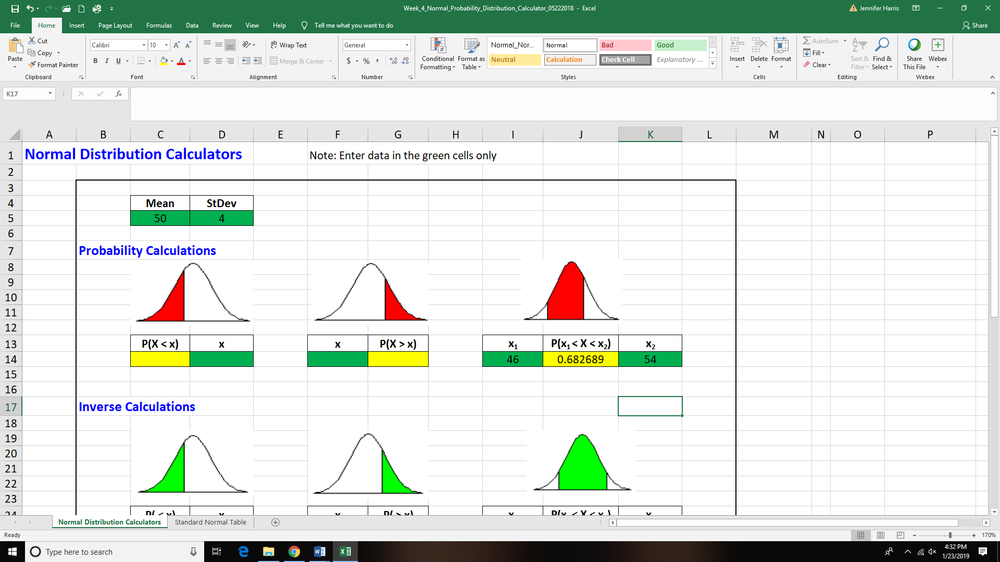 Week_4_Normal_Probability_Distribution_Calculator_05222018 - Excel
Jennifer Harris
File Home Insert Page Layout Formulas Data Review View Help Tell me what you want to do Share
Paste
Cut
Copy
Format Painter
Clipboard
Calibri 10
B I U A
Font
Wrap Text
Merge & Center
Alignment
General
$ % ,
Number
Conditional Formatting
Format as Table
Normal_Nor... Normal Bad Good
Neutral Calculation Check Cell Explanatory ...
Styles
Insert Delete Format
Cells
AutoSum
Fill
Clear
Sort & Filter
Find & Select
Editing
Share This File
Webex
Webex
K17 fx
A B C D E F G H I J K L M N O P
1 Normal Distribution Calculators Note: Enter data in the green cells only
2
3
4 Mean StDev
5 50 4
6
7 Probability Calculations
8
9
10
11
12
13 P(X < x) x x P(X > x) x₁ P(x₁ < X < x₂) x₂
14 46 0.682689 54
15
16
17 Inverse Calculations
18
19
20
21
22
23
24
Normal Distribution Calculators Standard Normal Table
Ready 170%
Type here to search
4:32 PM
1/23/2019